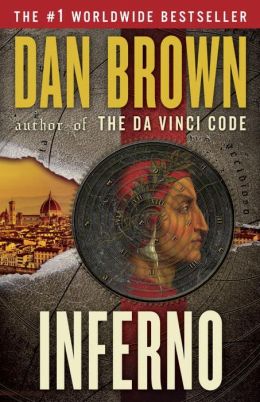 THE #1 WORLDWIDE BESTSELLER
DAN BROWN
author of THE DA VINCI CODE
INFERNO